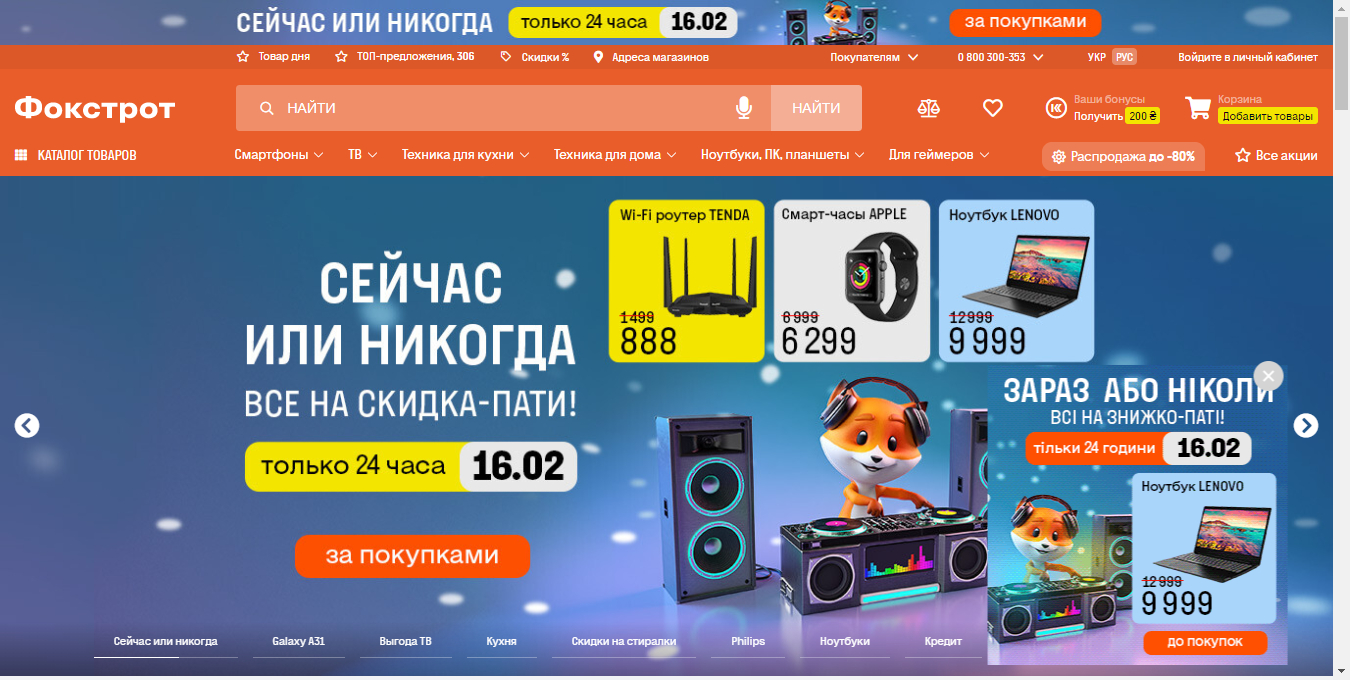 СЕЙЧАС ИЛИ НИКОГДА только 24 часа 16.02 за покупками
Товар дня ТОП-предложения, 306 Скидки % Адреса магазинов Покупателям 0 800 300-353 УКР РУС Войдите в личный кабинет
Фокстрот НАЙТИ НАЙТИ
Ваши бонусы
Получить 200 ₴
Корзина
Добавить товары
КАТАЛОГ ТОВАРОВ Смартфоны ТВ Техника для кухни Техника для дома Ноутбуки, ПК, планшеты Для геймеров Распродажа до -80% Все акции
СЕЙЧАС
ИЛИ НИКОГДА
ВСЕ НА СКИДКА-ПАТИ!
только 24 часа 16.02
за покупками
Wi-Fi роутер TENDA
1 499
888
Смарт-часы APPLE
8 999
6 299
Ноутбук LENOVO
12 999
9 999
ЗАРАЗ АБО НІКОЛИ
ВСІ НА ЗНИЖКО-ПАТІ!
тільки 24 години 16.02
Ноутбук LENOVO
12 999
9 999
ДО ПОКУПОК
Сейчас или никогда Galaxy A31 Выгода ТВ Кухня Скидки на стиралки Philips Ноутбуки Кредит